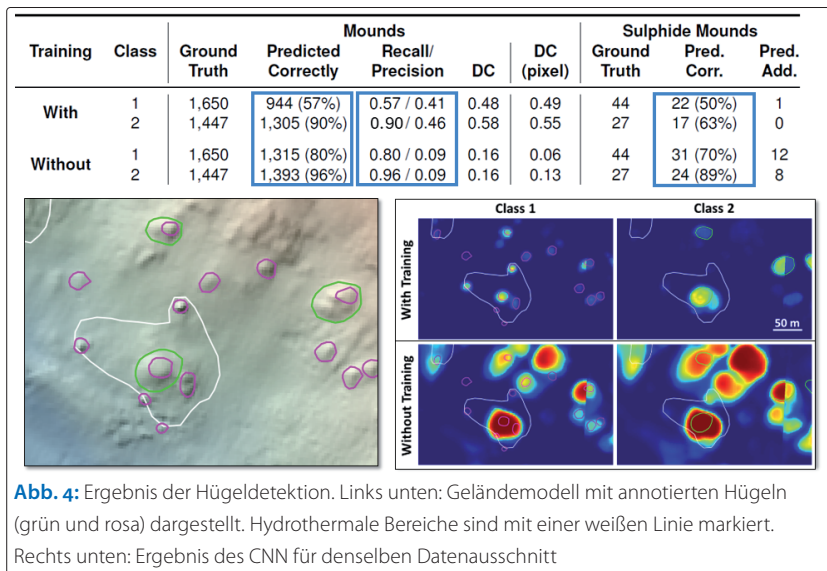 Mounds Sulphide Mounds
Training Class Ground Truth Predicted Correctly Recall/ Precision DC DC (pixel) Ground Truth Pred. Corr. Pred. Add.
With 1 1,650 944 (57%) 0.57 / 0.41 0.48 0.49 44 22 (50%) 1
2 1,447 1,305 (90%) 0.90 / 0.46 0.58 0.55 27 17 (63%) 0
Without 1 1,650 1,315 (80%) 0.80 / 0.09 0.16 0.06 44 31 (70%) 12
2 1,447 1,393 (96%) 0.96 / 0.09 0.16 0.13 27 24 (89%) 8
Class 1 Class 2
With Training
50 m
Without Training
Abb. 4: Ergebnis der Hügeldetektion. Links unten: Geländemodell mit annotierten Hügeln
(grün und rosa) dargestellt. Hydrothermale Bereiche sind mit einer weißen Linie markiert.
Rechts unten: Ergebnis des CNN für denselben Datenausschnitt